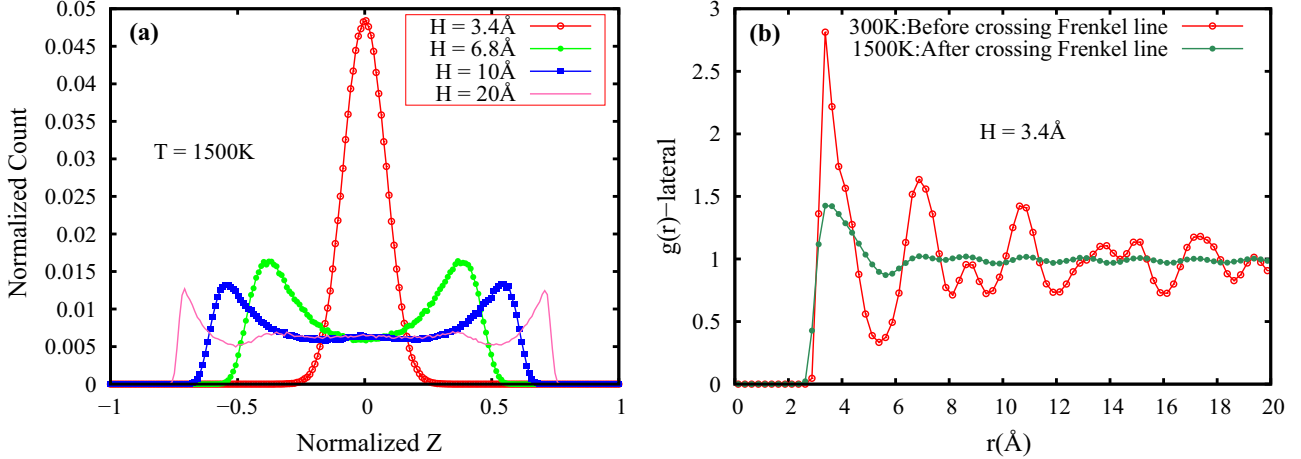 (a)
H = 3.4Å
H = 6.8Å
H = 10Å
H = 20Å
T = 1500K
0.05
0.045
0.04
0.035
0.03
0.025
0.02
0.015
0.01
0.005
0
−1
−0.5
0
0.5
1
Normalized Count
Normalized Z
(b)
300K:Before crossing Frenkel line
1500K:After crossing Frenkel line
H = 3.4Å
3
2.5
2
1.5
1
0.5
0
0
2
4
6
8
10
12
14
16
18
20
g(r)−lateral
r(Å)